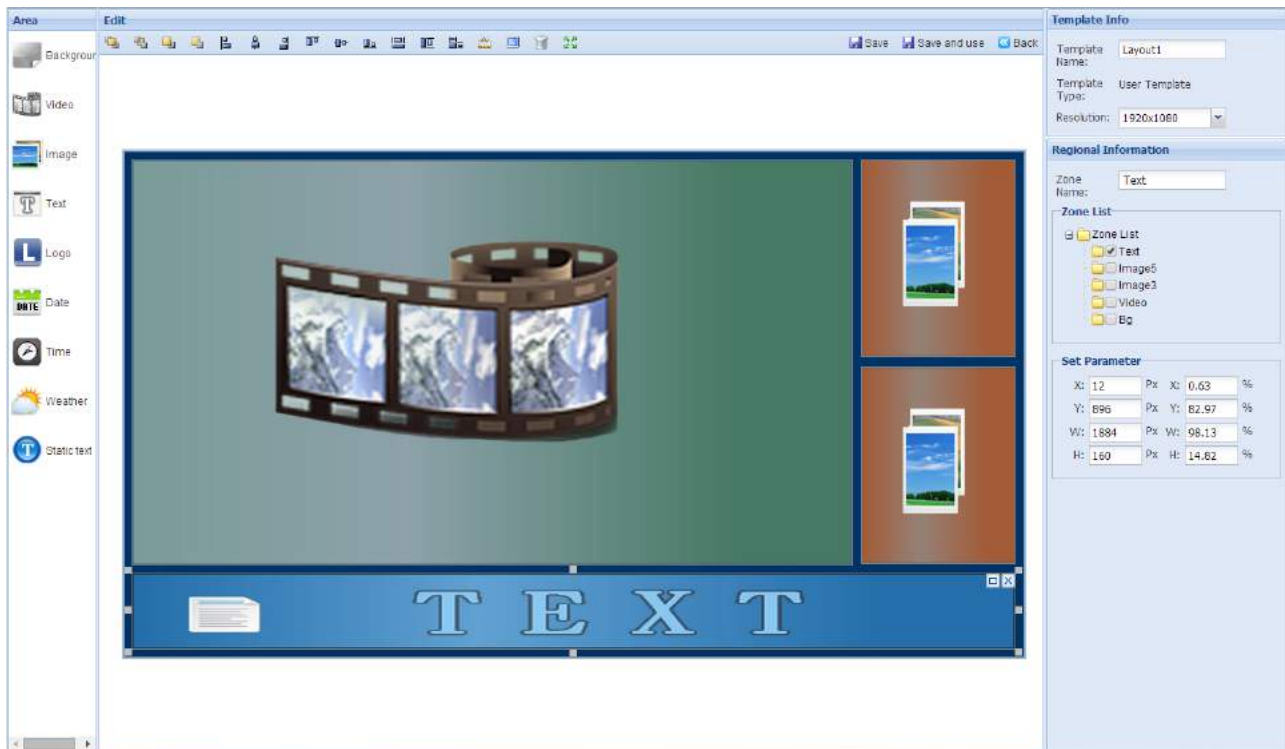 Area
Backgrour
Video
Image
T
Text
L
Logo
DATE
Date
Time
Weather
T
Static text
Edit
Save
Save and use
Back
TEXT
Template Info
Template Name:
Layout1
Template Type:
User Template
Resolution:
1920x1080
Regional Information
Zone Name:
Text
Zone List
Zone List
Text
Image5
Image3
Video
Bg
Set Parameter
X: 12 Px X: 0.63 %
Y: 896 Px Y: 82.97 %
W: 1884 Px W: 98.13 %
H: 160 Px H: 14.82 %